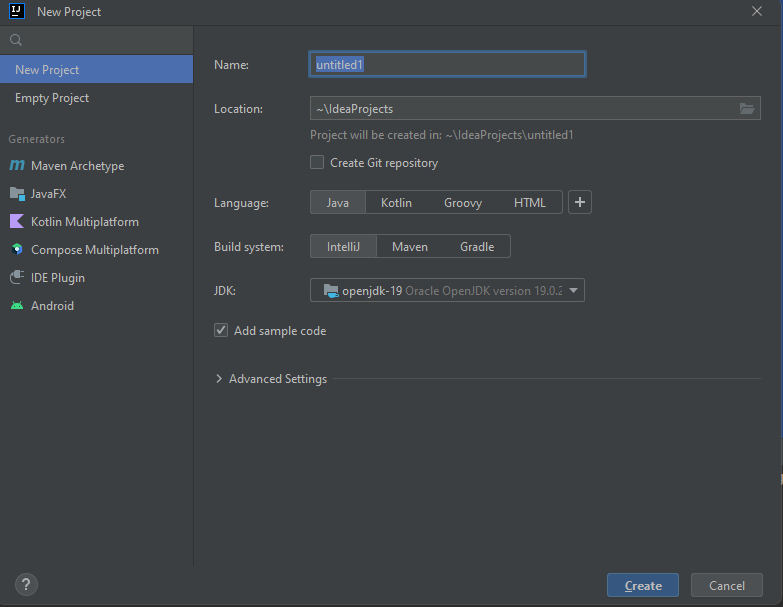 IJ New Project
New Project
Empty Project
Generators
m Maven Archetype
JavaFX
Kotlin Multiplatform
Compose Multiplatform
IDE Plugin
Android
Name: untitled1
Location: ~\IdeaProjects
Project will be created in: ~\IdeaProjects\untitled1
Create Git repository
Language: Java Kotlin Groovy HTML +
Build system: IntelliJ Maven Gradle
JDK: openjdk-19 Oracle OpenJDK version 19.0.2
Add sample code
Advanced Settings
? Create Cancel